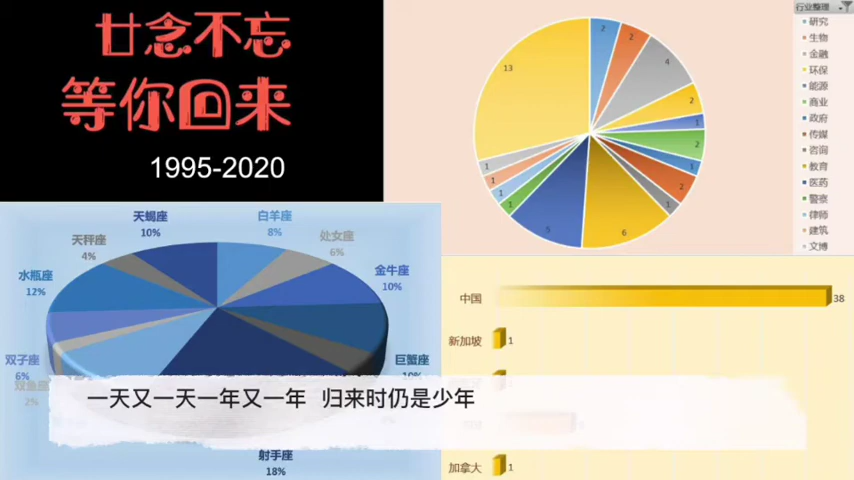 廿念不忘
等你回来
1995-2020
行业整理
研究
生物
金融
环保
能源
商业
政府
传媒
咨询
教育
医药
警察
律师
建筑
文博
2
2
4
2
1
2
1
2
1
6
5
1
1
1
1
13
天蝎座
10%
白羊座
8%
天秤座
4%
处女座
6%
水瓶座
12%
金牛座
10%
双子座
6%
巨蟹座
10%
双鱼座
2%
射手座
18%
中国
38
新加坡
1
加拿大
1
一天又一天一年又一年 归来时仍是少年